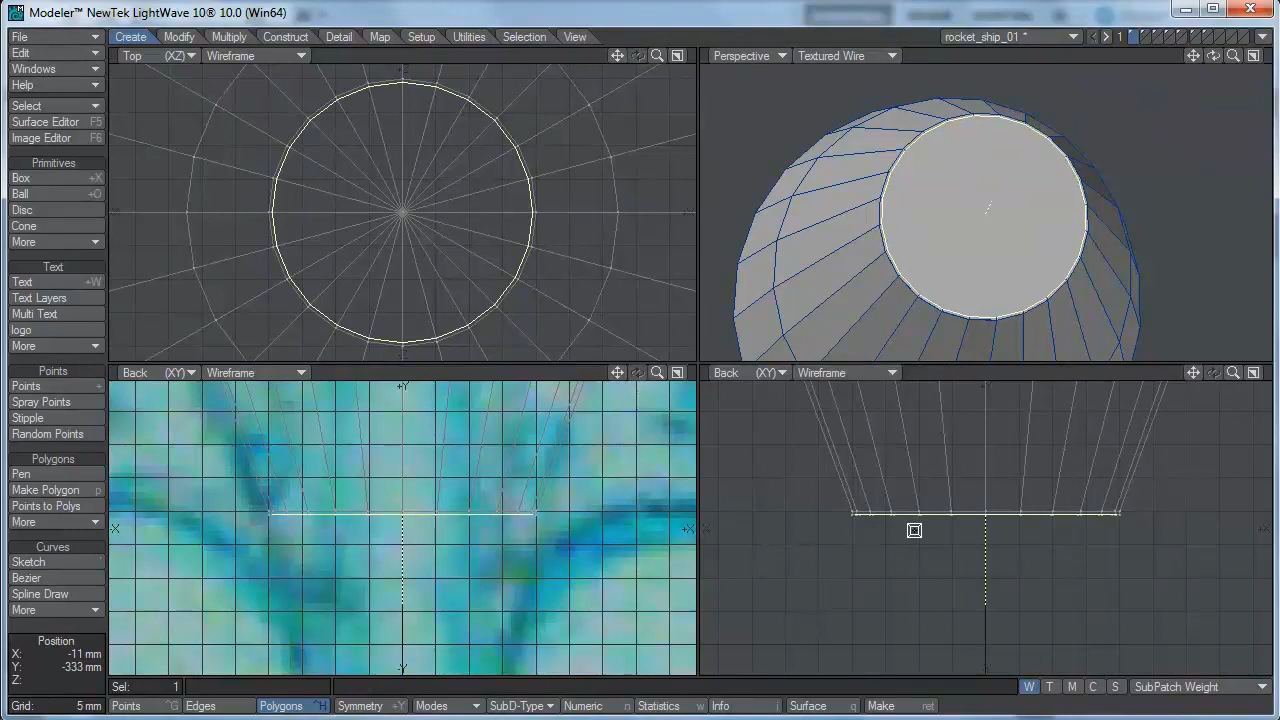 Modeler™ NewTek LightWave 10® 10.0 (Win64)
File Create Modify Multiply Construct Detail Map Setup Utilities Selection View rocket_ship_01 * 1
Edit
Windows
Help
Select
Surface Editor F5
Image Editor F6
Primitives
Box +X
Ball +O
Disc
Cone
More
Text
Text +W
Text Layers
Multi Text
logo
More
Points
Points +
Spray Points
Stipple
Random Points
Polygons
Pen
Make Polygon p
Points to Polys
More
Curves
Sketch
Bezier
Spline Draw
More
Position
X: -11 mm
Y: -333 mm
Z:
Grid: 5 mm
Top (XZ) Wireframe
Perspective Textured Wire
Back (XY) Wireframe
Back (XY) Wireframe
+Y
-X +X
-Y
Sel: 1 W T M C S SubPatch Weight
Points ^G Edges Polygons ^H Symmetry +Y Modes SubD-Type Numeric n Statistics w Info i Surface q Make ret